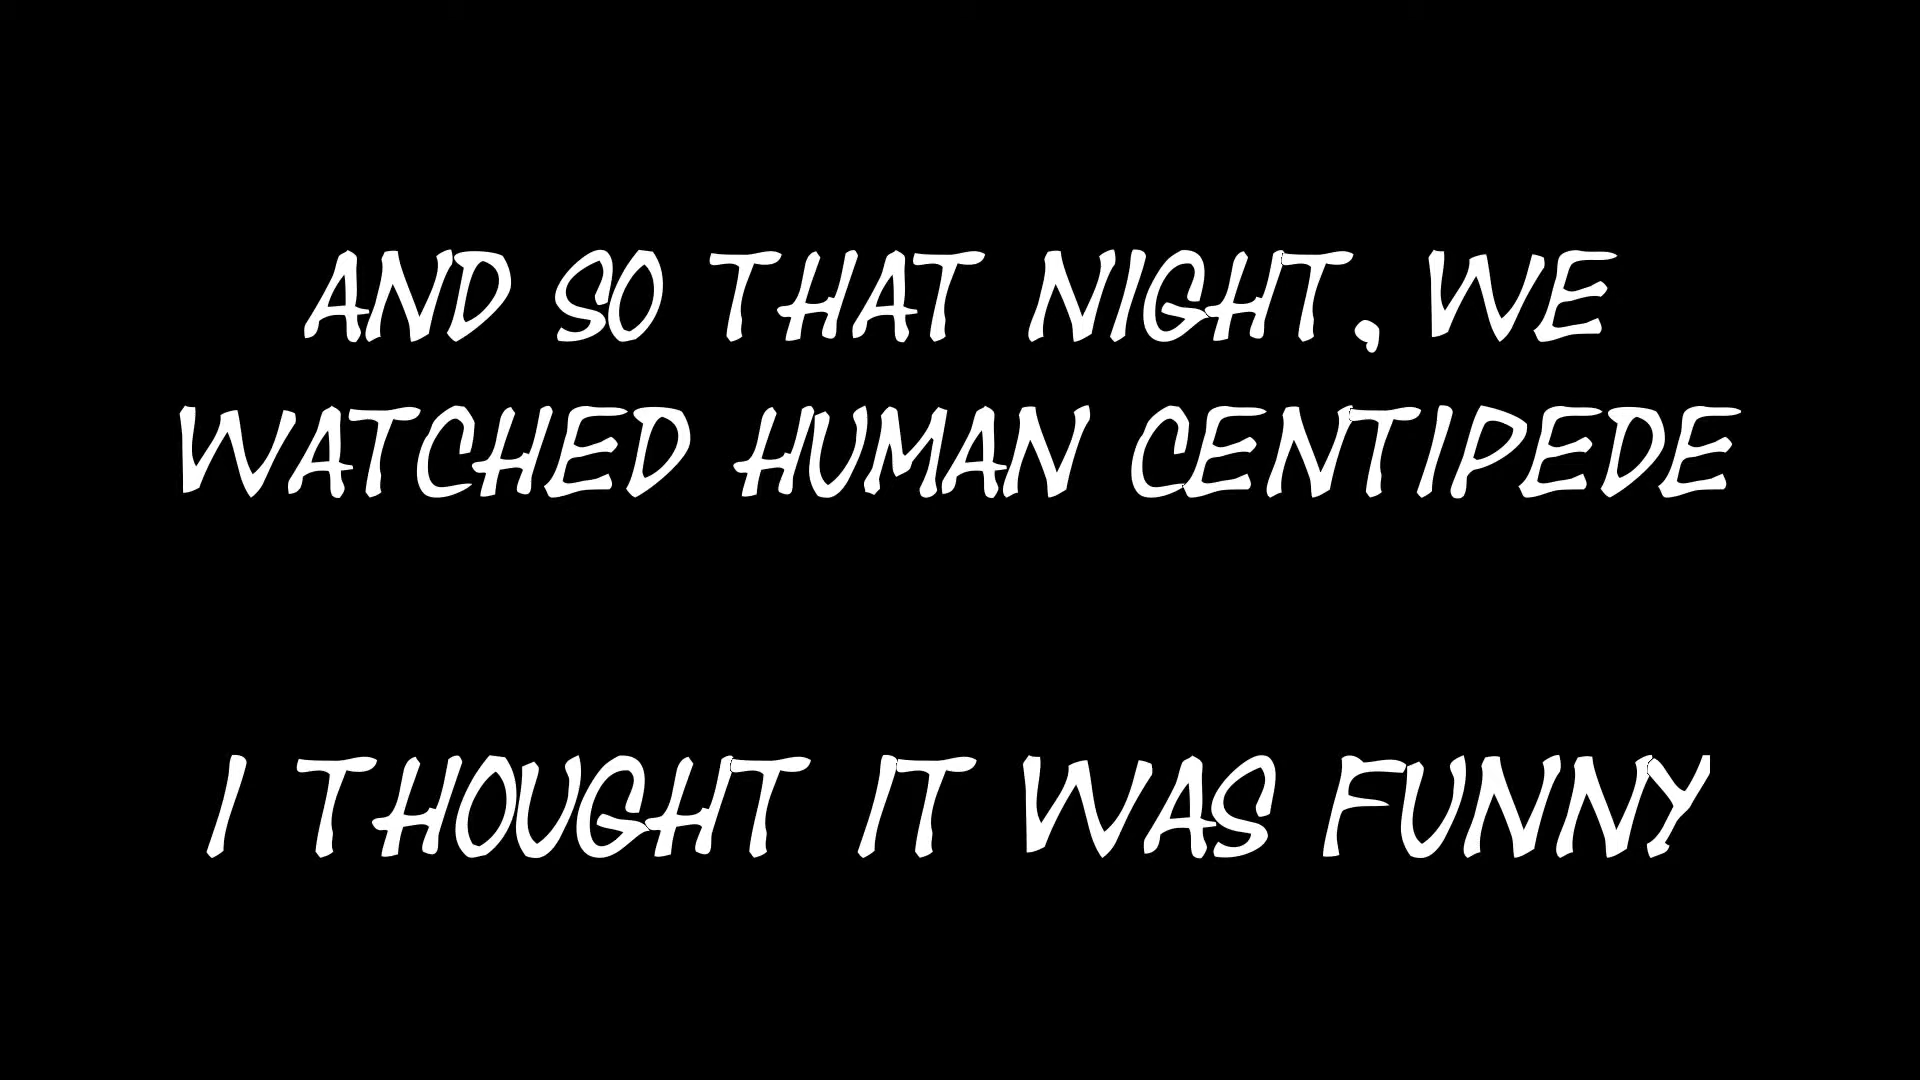 AND SO THAT NIGHT, WE
WATCHED HUMAN CENTIPEDE
I THOUGHT IT WAS FUNNY